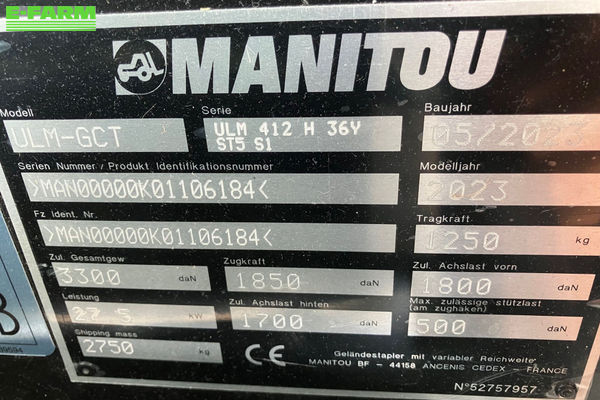 E-FARM
MANITOU
Modell Serie Baujahr
ULM-GCT ULM 412 H 36Y
ST5 S1
Serien Nummer / Produkt Identifikationsnummer Modelljahr
>MAN00000K01106184< 2023
Fz Ident. Nr. Tragkraft
>MAN00000K01106184< 1250 kg
Zul. Gesamtgew Zugkraft Zul. Achslast vorn
3300 daN 1850 daN 1800 daN
Leistung Zul. Achslast hinten Max. zulässige stützlast
(am zughaken)
kW 1700 daN 500 daN
Shipping mass
2750 kg
CE Geländestapler mit variabler Reichweite
MANITOU BF - 44158 ANCENIS CEDEX - FRANCE
N°52757957